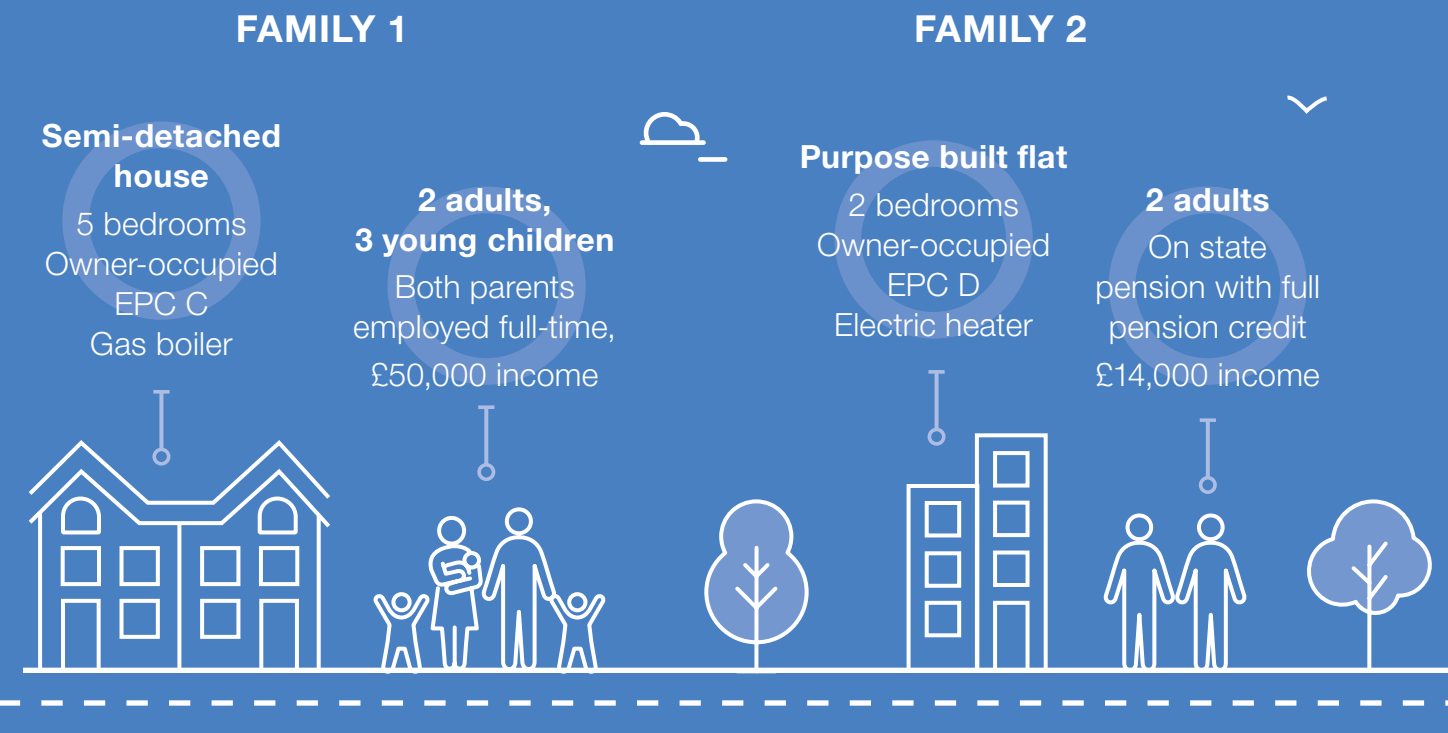 FAMILY 1
Semi-detached
house
5 bedrooms
Owner-occupied
EPC C
Gas boiler
2 adults,
3 young children
Both parents
employed full-time,
£50,000 income
FAMILY 2
Purpose built flat
2 bedrooms
Owner-occupied
EPC D
Electric heater
2 adults
On state
pension with full
pension credit
£14,000 income